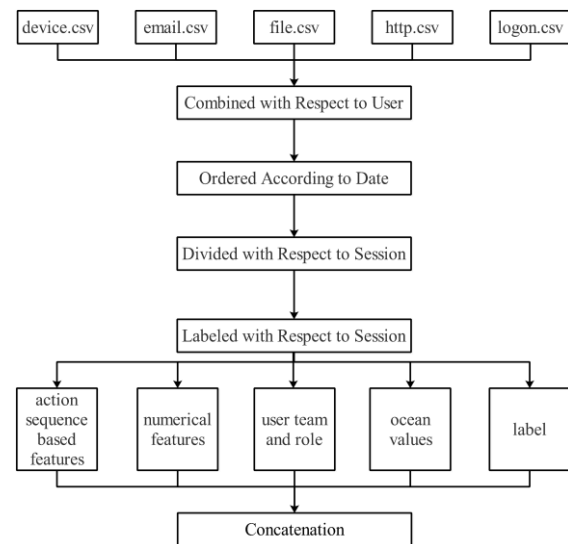 device.csv
email.csv
file.csv
http.csv
logon.csv
Combined with Respect to User
Ordered According to Date
Divided with Respect to Session
Labeled with Respect to Session
action
sequence
based
features
numerical
features
user team
and role
ocean
values
label
Concatenation